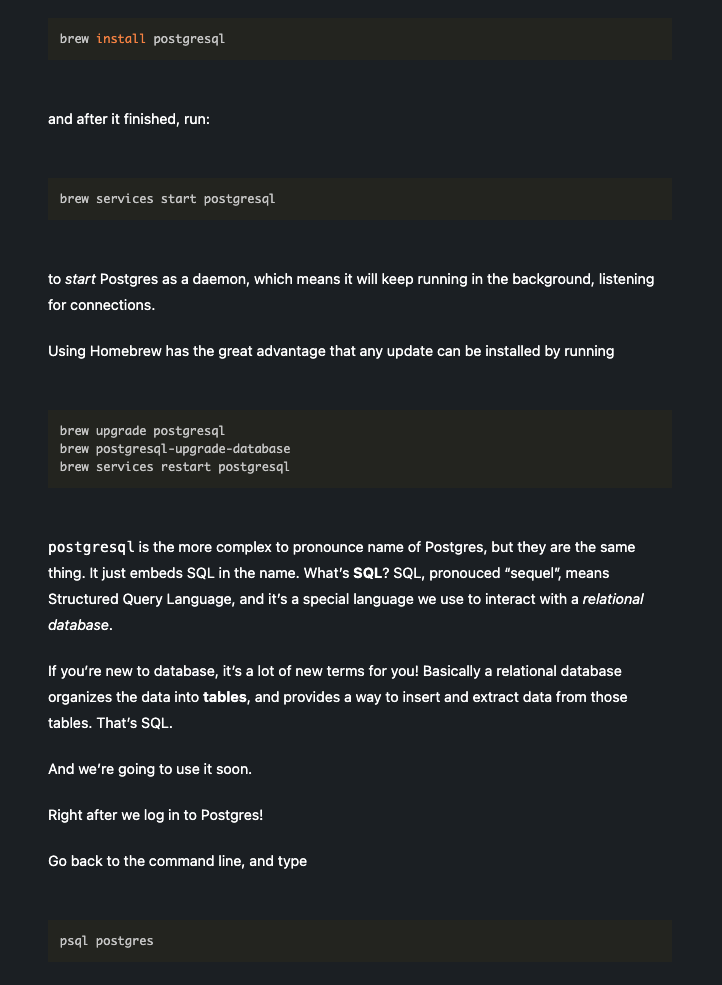 brew install postgresql
and after it finished, run:
brew services start postgresql
to start Postgres as a daemon, which means it will keep running in the background, listening
for connections.
Using Homebrew has the great advantage that any update can be installed by running
brew upgrade postgresql
brew postgresql-upgrade-database
brew services restart postgresql
postgresql is the more complex to pronounce name of Postgres, but they are the same
thing. It just embeds SQL in the name. What’s SQL? SQL, pronouced “sequel”, means
Structured Query Language, and it’s a special language we use to interact with a relational
database.
If you’re new to database, it’s a lot of new terms for you! Basically a relational database
organizes the data into tables, and provides a way to insert and extract data from those
tables. That’s SQL.
And we’re going to use it soon.
Right after we log in to Postgres!
Go back to the command line, and type
psql postgres